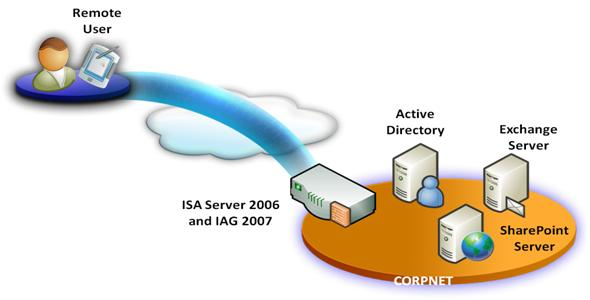 Remote
User
Active
Directory
Exchange
Server
ISA Server 2006
and IAG 2007
SharePoint
Server
CORPNET